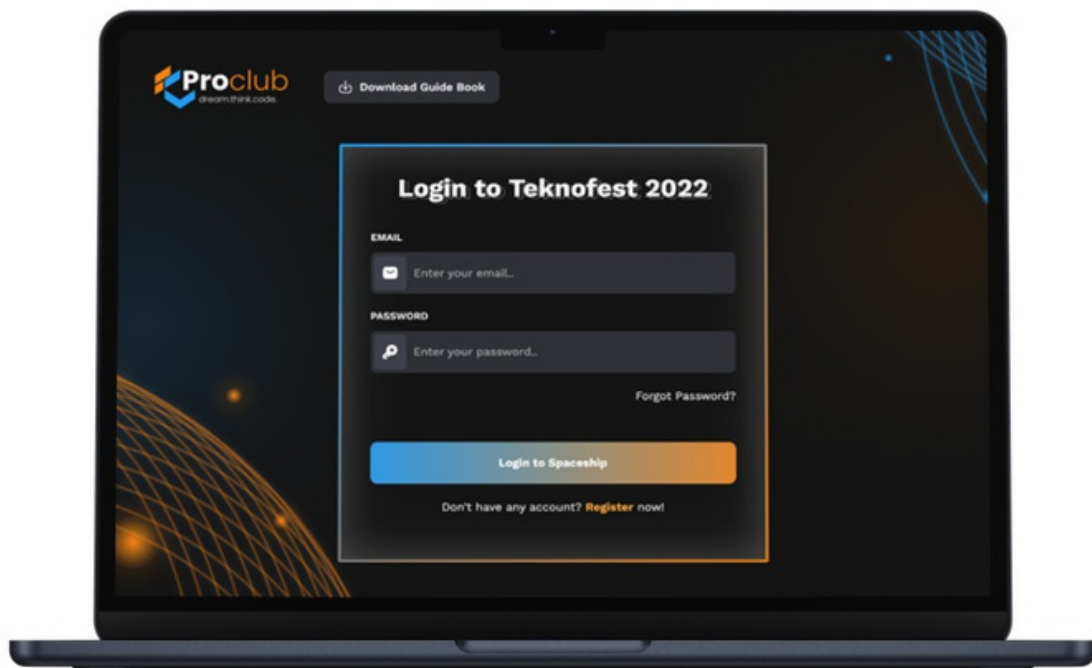 Proclub
dream.think.code.
Download Guide Book
Login to Teknofest 2022
EMAIL
Enter your email..
PASSWORD
Enter your password..
Forgot Password?
Login to Spaceship
Don't have any account? Register now!